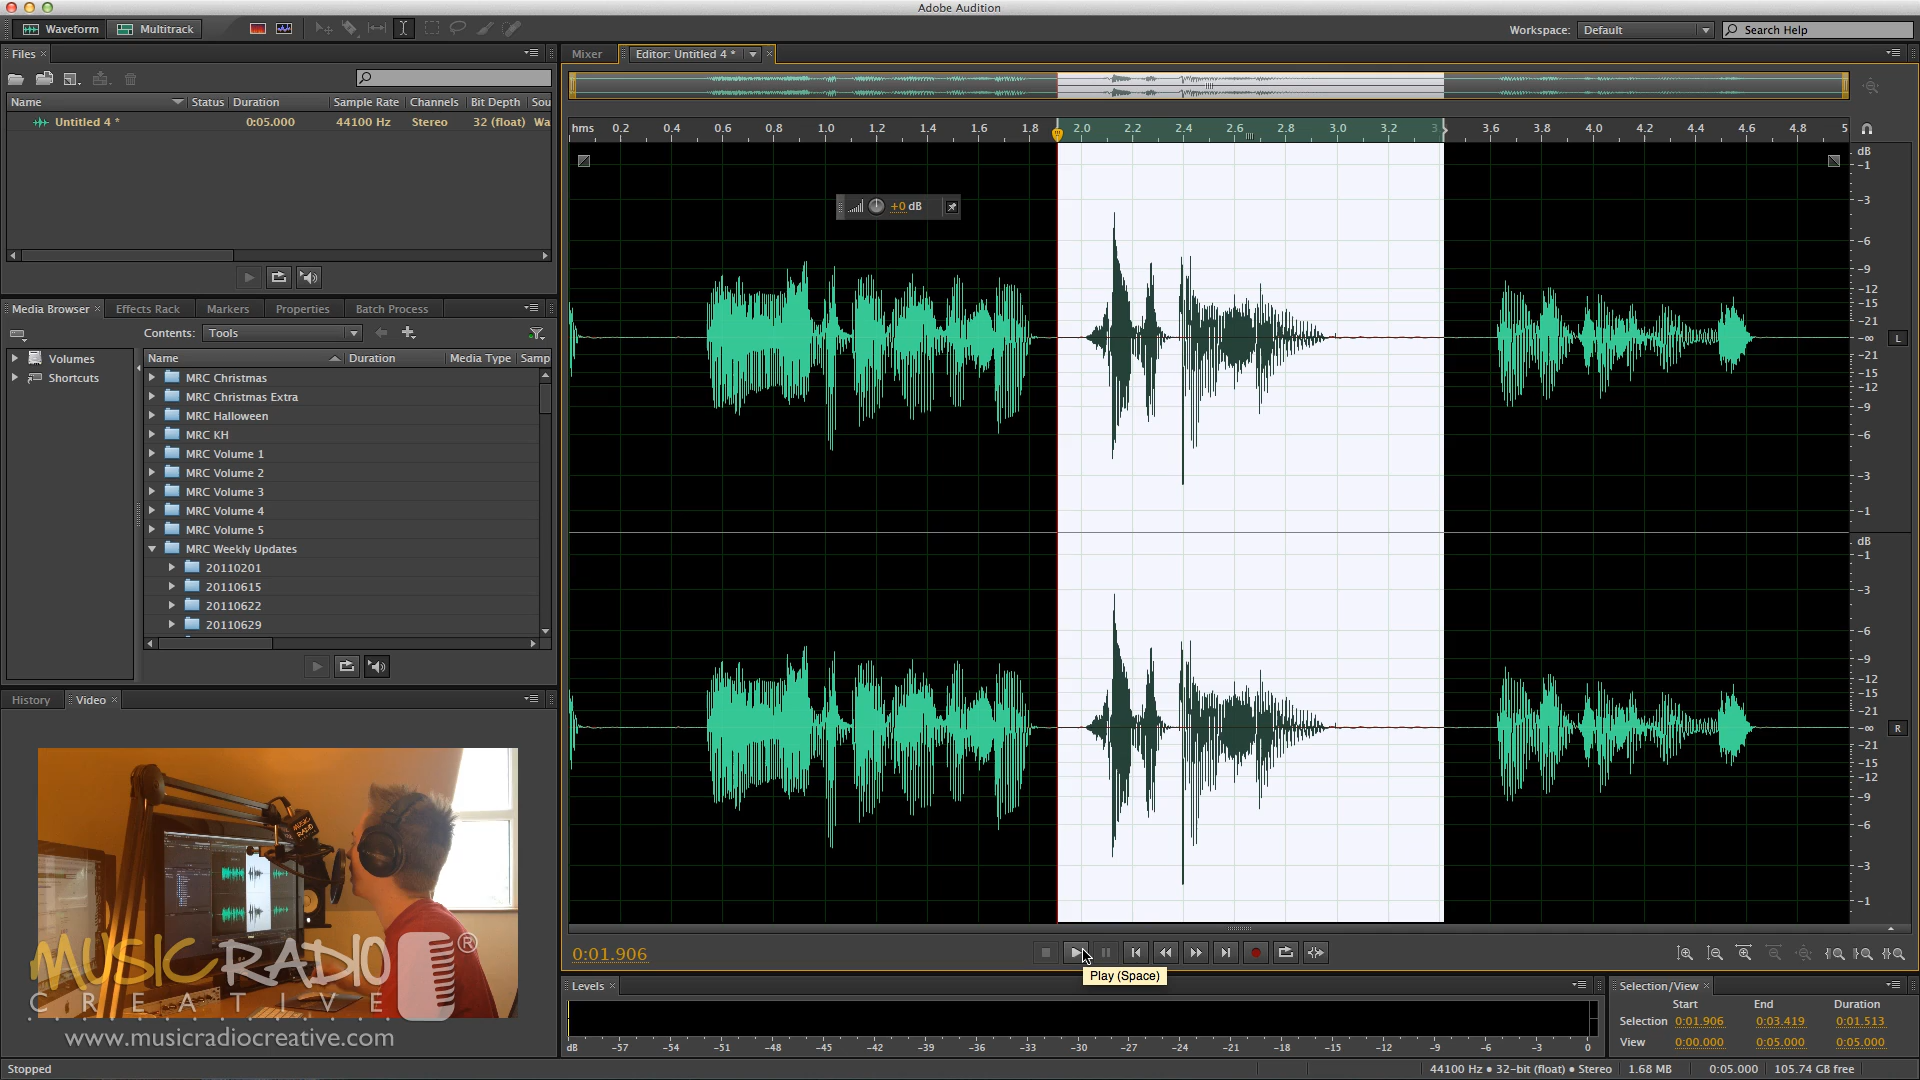 Adobe Audition
Waveform Multitrack Workspace: Default Search Help
Files
Name Status Duration Sample Rate Channels Bit Depth Sou
Untitled 4 * 0:05.000 44100 Hz Stereo 32 (float) Wa
Media Browser Effects Rack Markers Properties Batch Process
Contents: Tools
Volumes
Shortcuts
Name Duration Media Type Samp
MRC Christmas
MRC Christmas Extra
MRC Halloween
MRC KH
MRC Volume 1
MRC Volume 2
MRC Volume 3
MRC Volume 4
MRC Volume 5
MRC Weekly Updates
20110201
20110615
20110622
20110629
History Video
MUSIC RADIO
MUSIC RADIO ®
CREATIVE
www.musicradiocreative.com
Stopped
Mixer Editor: Untitled 4 *
hms 0.2 0.4 0.6 0.8 1.0 1.2 1.4 1.6 1.8 2.0 2.2 2.4 2.6 2.8 3.0 3.2 3. 3.6 3.8 4.0 4.2 4.4 4.6 4.8 5
+0 dB
dB
-1
-3
-6
-9
-12
-15
-21
-∞ L
-21
-15
-12
-9
-6
-3
-1
dB
-1
-3
-6
-9
-12
-15
-21
-∞ R
-21
-15
-12
-9
-6
-3
-1
0:01.906
Play (Space)
Levels
dB -57 -54 -51 -48 -45 -42 -39 -36 -33 -30 -27 -24 -21 -18 -15 -12 -9 -6 -3 0
Selection/View
Start End Duration
Selection 0:01.906 0:03.419 0:01.513
View 0:00.000 0:05.000 0:05.000
44100 Hz • 32-bit (float) • Stereo 1.68 MB 0:05.000 105.74 GB free